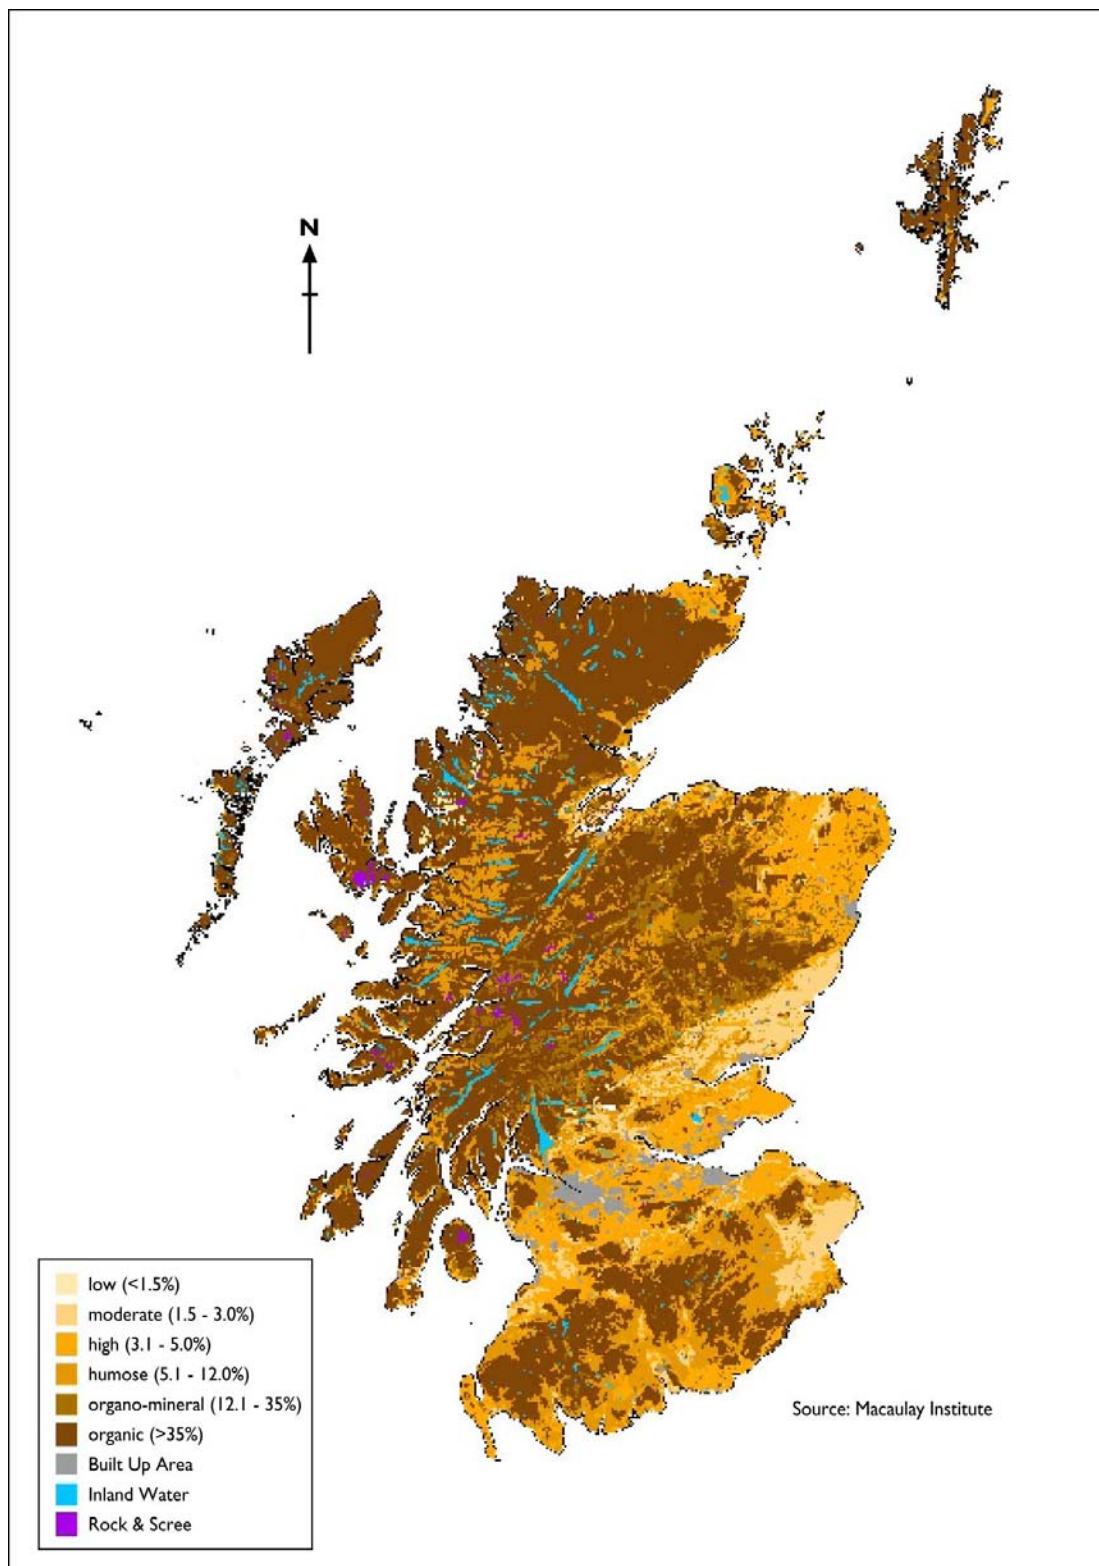 N
low (<1.5%)
moderate (1.5 - 3.0%)
high (3.1 - 5.0%)
humose (5.1 - 12.0%)
organo-mineral (12.1 - 35%)
organic (>35%)
Built Up Area
Inland Water
Rock & Scree
Source: Macaulay Institute